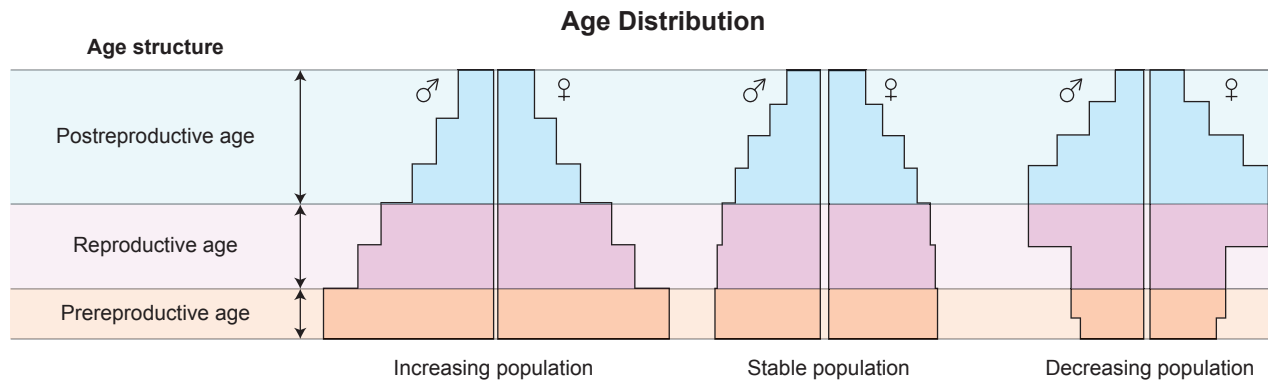 Age Distribution
Age structure
♂ ♀ ♂ ♀ ♂ ♀
Postreproductive age
Reproductive age
Prereproductive age
Increasing population
Stable population
Decreasing population